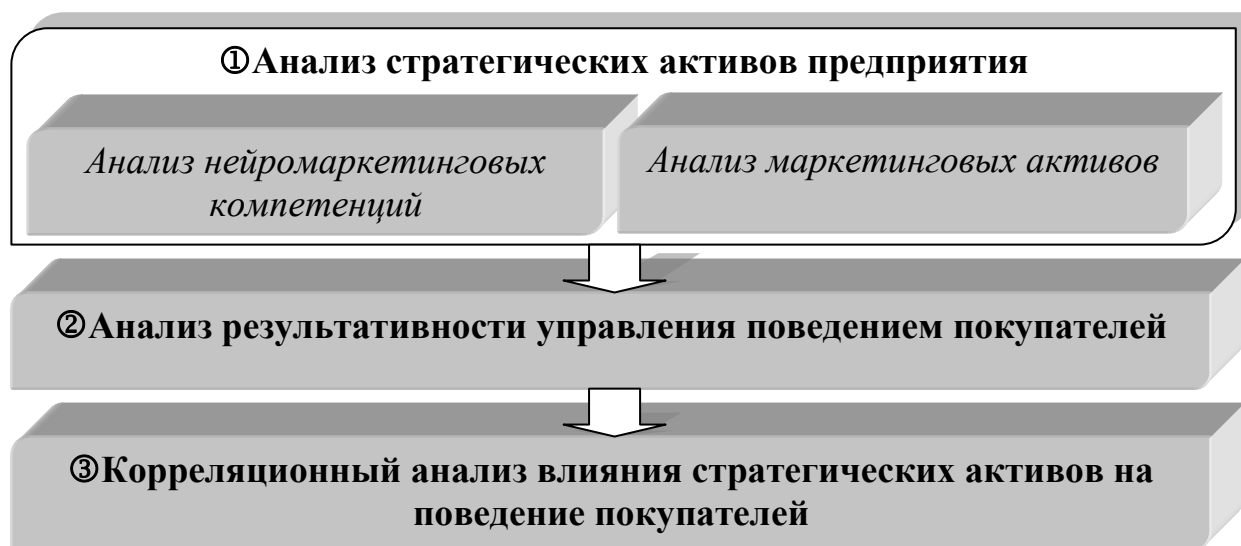 ①Анализ стратегических активов предприятия
Анализ нейромаркетинговых
компетенций
Анализ маркетинговых активов
②Анализ результативности управления поведением покупателей
③Корреляционный анализ влияния стратегических активов на
поведение покупателей